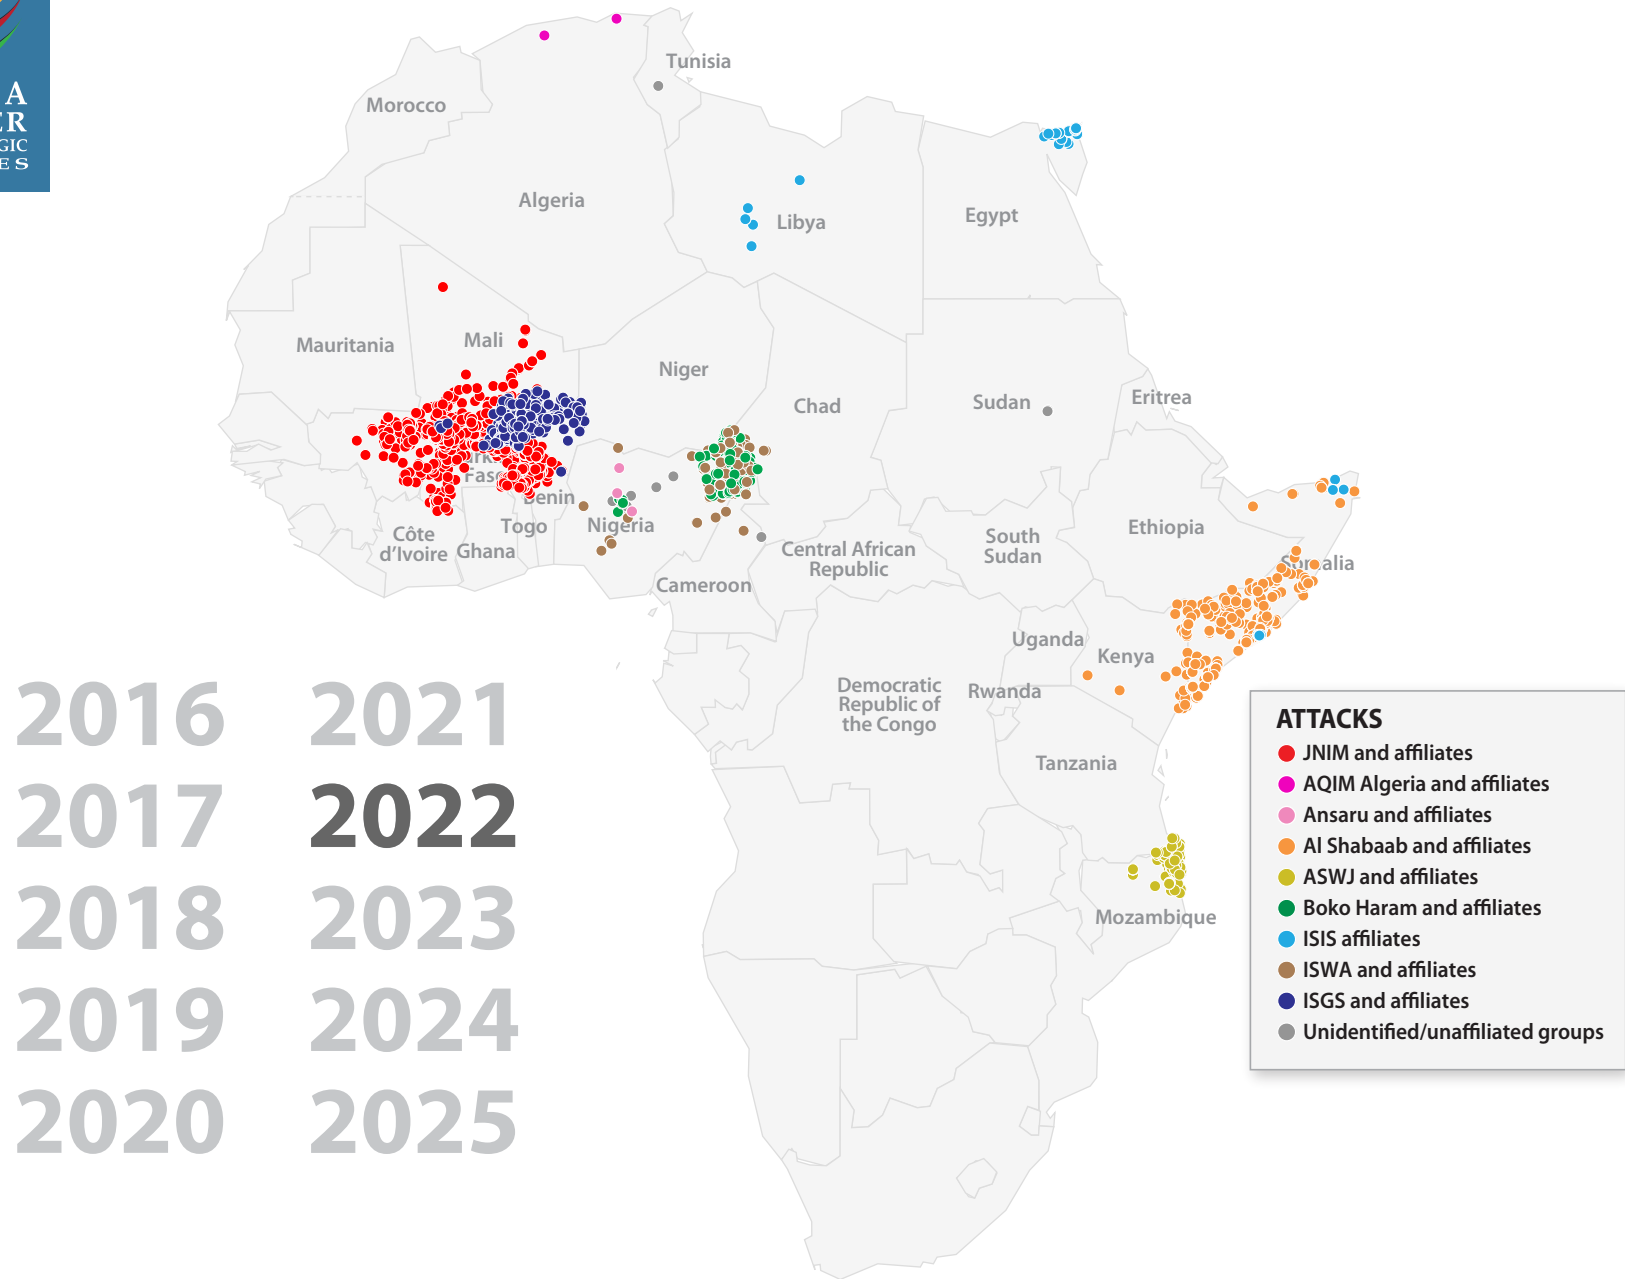 A
ER
GIC
ES
Tunisia
Morocco
Algeria
Libya
Egypt
Mauritania
Mali
Niger
Chad
Sudan
Eritrea
Benin
Togo
Nigeria
Côte
d'Ivoire
Ghana
Cameroon
Central African
Republic
South
Sudan
Ethiopia
Somalia
Uganda
Kenya
Rwanda
Democratic
Republic of
the Congo
Tanzania
Mozambique
2016 2021
2017 2022
2018 2023
2019 2024
2020 2025
ATTACKS
JNIM and affiliates
AQIM Algeria and affiliates
Ansaru and affiliates
Al Shabaab and affiliates
ASWJ and affiliates
Boko Haram and affiliates
ISIS affiliates
ISWA and affiliates
ISGS and affiliates
Unidentified/unaffiliated groups